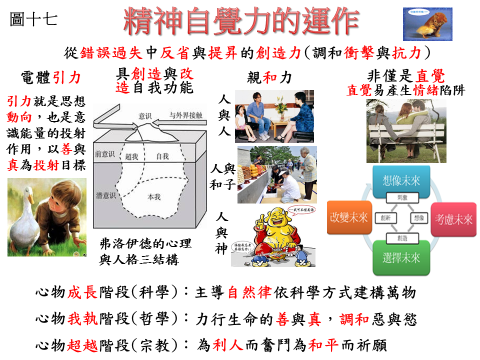 圖十七
精神自覺力的運作
從錯誤過失中反省與提昇的創造力(調和衝擊與抗力)
電體引力
引力就是思想
動向，也是意
識能量的投射
作用，以善與
真為投射目標
具創造與改
造自我功能
意识
与外界接触
前意识
超我
自我
潜意识
本我
弗洛伊德的心理
與人格三結構
親和力
人
與
人
人與
和子
人
與
神
非僅是直覺
直覺易產生情緒陷阱
想像未來
改變未來
考慮未來
選擇未來
創新
想像
創造
心物成長階段(科學)：主導自然律依科學方式建構萬物
心物我執階段(哲學)：力行生命的善與真，調和惡與慾
心物超越階段(宗教)：為利人而奮鬥為和平而祈願